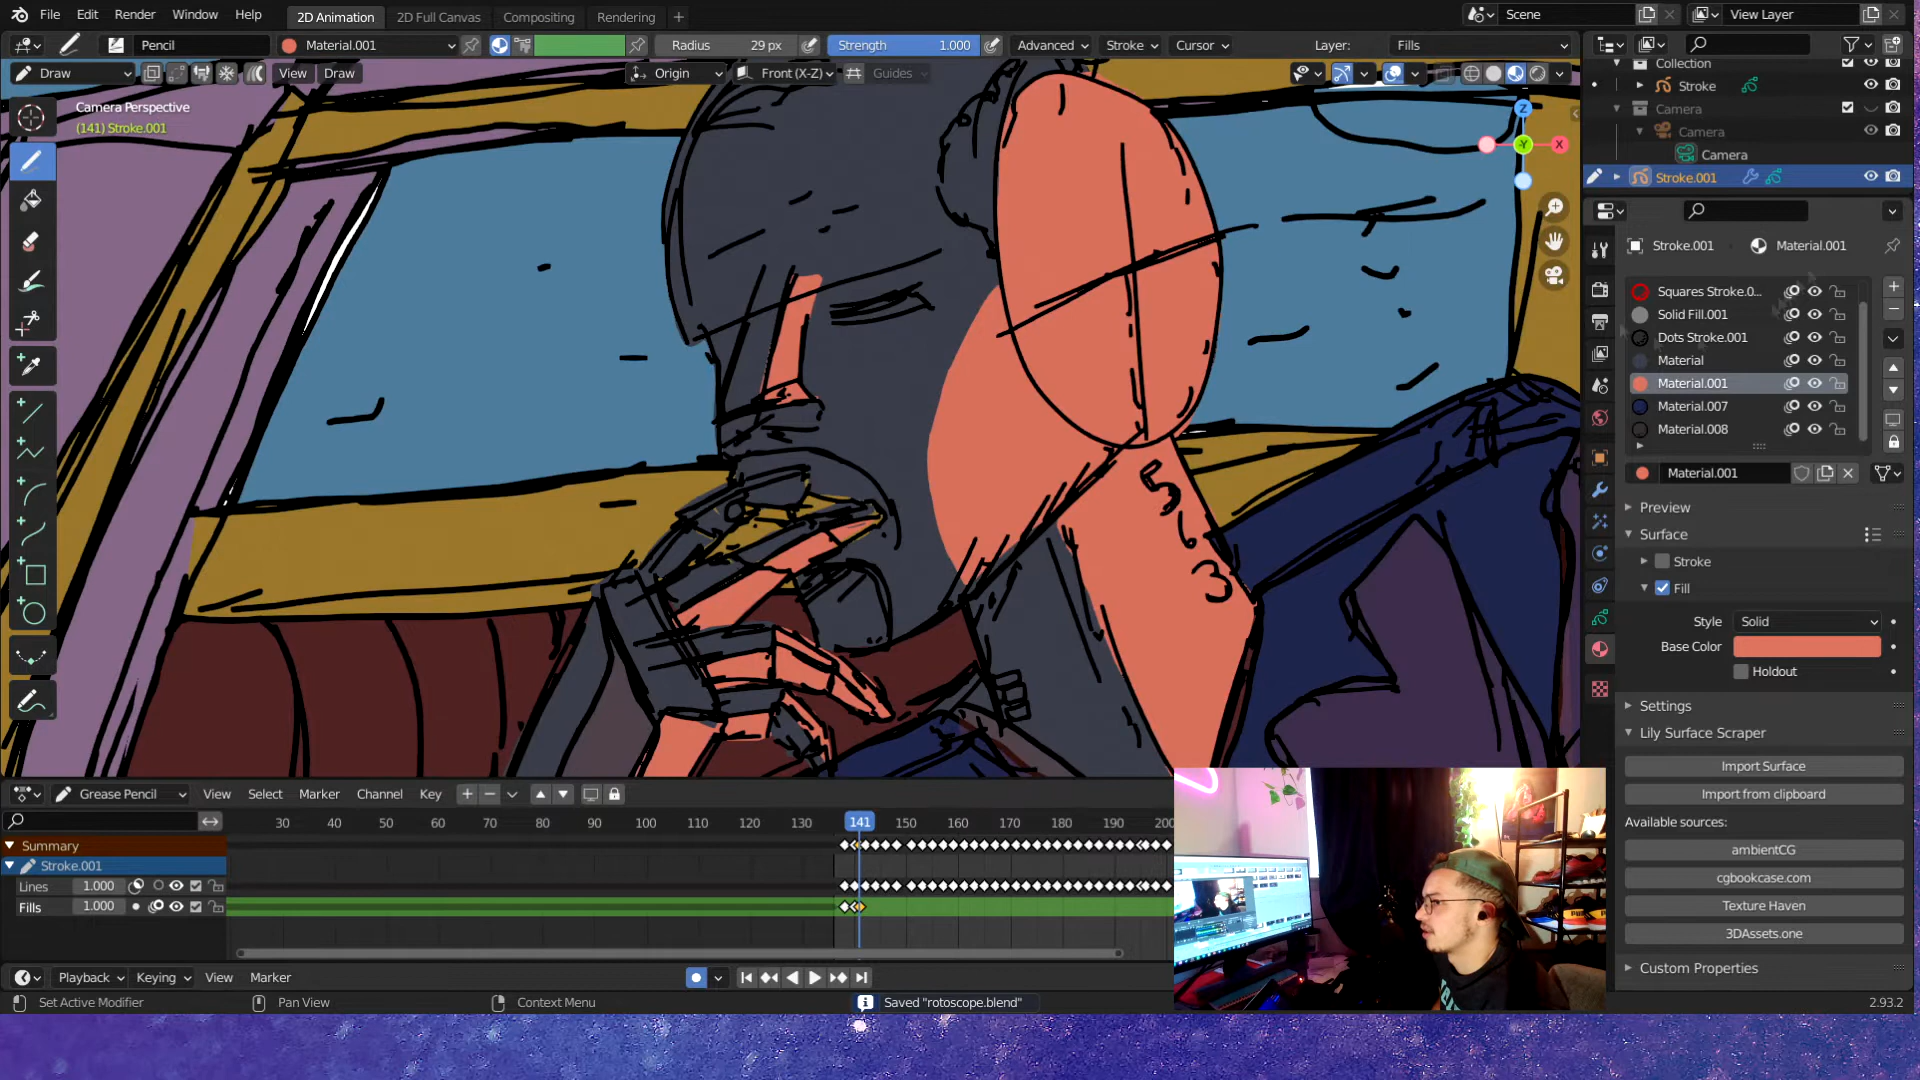 File Edit Render Window Help 2D Animation 2D Full Canvas Compositing Rendering + Scene View Layer
Pencil Material.001 Radius 29 px Strength 1.000 Advanced Stroke Cursor Layer: Fills
Draw View Draw Origin Front (X-Z) Guides
Camera Perspective
(141) Stroke.001
Z
X
-Y
5
6
3
Collection
Stroke
Camera
Camera
Camera
Stroke.001
Stroke.001 Material.001
Squares Stroke.0...
Solid Fill.001
Dots Stroke.001
Material
Material.001
Material.007
Material.008
Material.001
Preview
Surface
Stroke
Fill
Style Solid
Base Color
Holdout
Settings
Lily Surface Scraper
Import Surface
Import from clipboard
Available sources:
ambientCG
cgbookcase.com
Texture Haven
3DAssets.one
Custom Properties
Grease Pencil View Select Marker Channel Key
30 40 50 60 70 80 90 100 110 120 130 141 150 160 170 180 190 200
Summary
Stroke.001
Lines 1.000
Fills 1.000
Playback Keying View Marker
Set Active Modifier Pan View Context Menu Saved "rotoscope.blend" 2.93.2